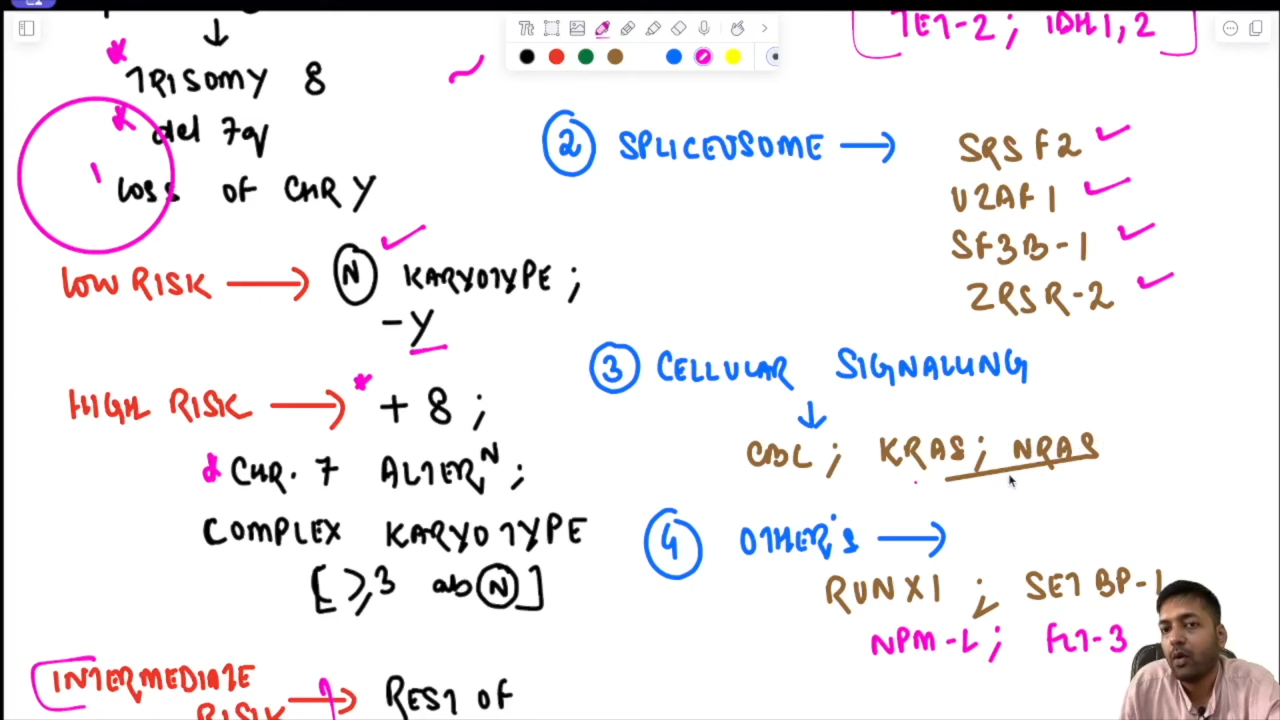 TRISOMY 8
del 7q
loss OF CHR Y
LOW RISK → Ⓝ KARYOTYPE ;
-Y
HIGH RISK → + 8 ;
CHR. 7 ALTERᴺ ;
COMPLEX KARYOTYPE
[ ≥3 abⓃ ]
INTERMEDIATE
RISK → REST OF
TET-2 ; IDH1,2
② SPLICEUSOME → SRSF2
U2AF1
SF3B-1
ZRSR-2
③ CELLULAR SIGNALLING
CBL ; KRAS ; NRAS
④ OTHER'S →
RUNX1 ; SETBP-1
NPM-1 ; FLT-3